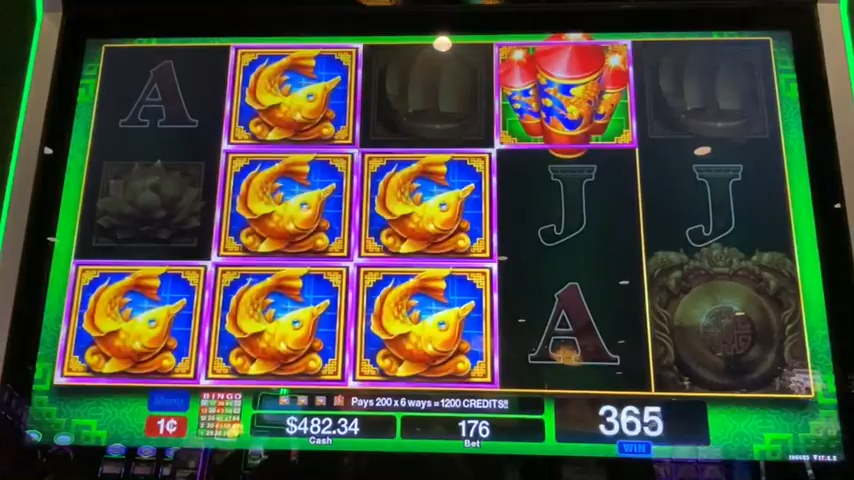 A
J
J
A
Menu
1¢
BINGO
Pays 200 x 6 ways = 1200 CREDITS!!
$482.34
Cash
176
Bet
365
WIN